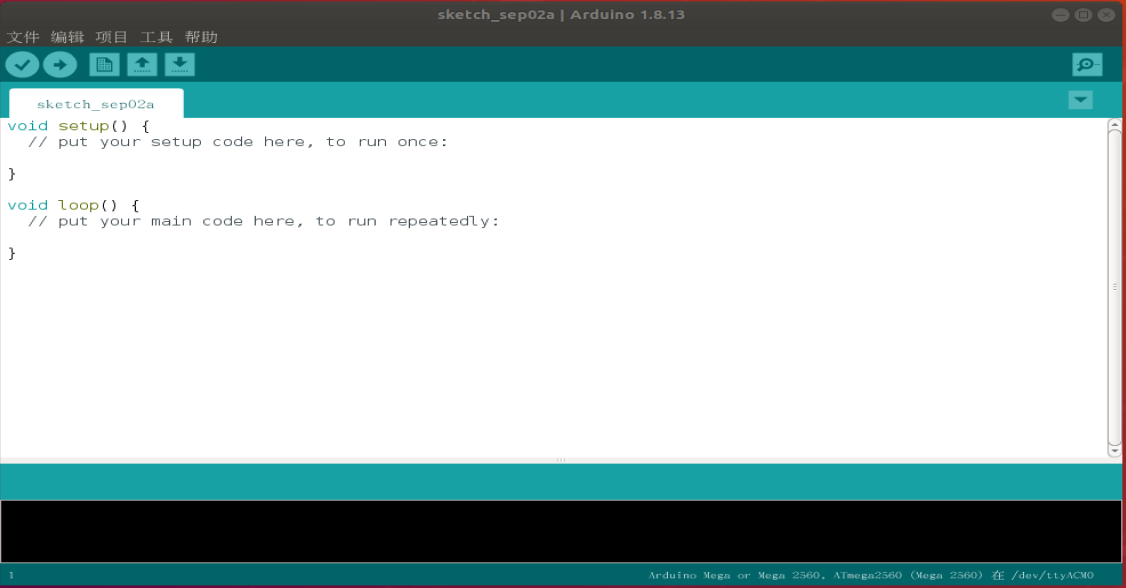 sketch_sep02a | Arduino 1.8.13
文件 编辑 项目 工具 帮助
sketch_sep02a
void setup() {
  // put your setup code here, to run once:
}
void loop() {
  // put your main code here, to run repeatedly:
}
1
Arduino Mega or Mega 2560, ATmega2560 (Mega 2560) 在 /dev/ttyACM0